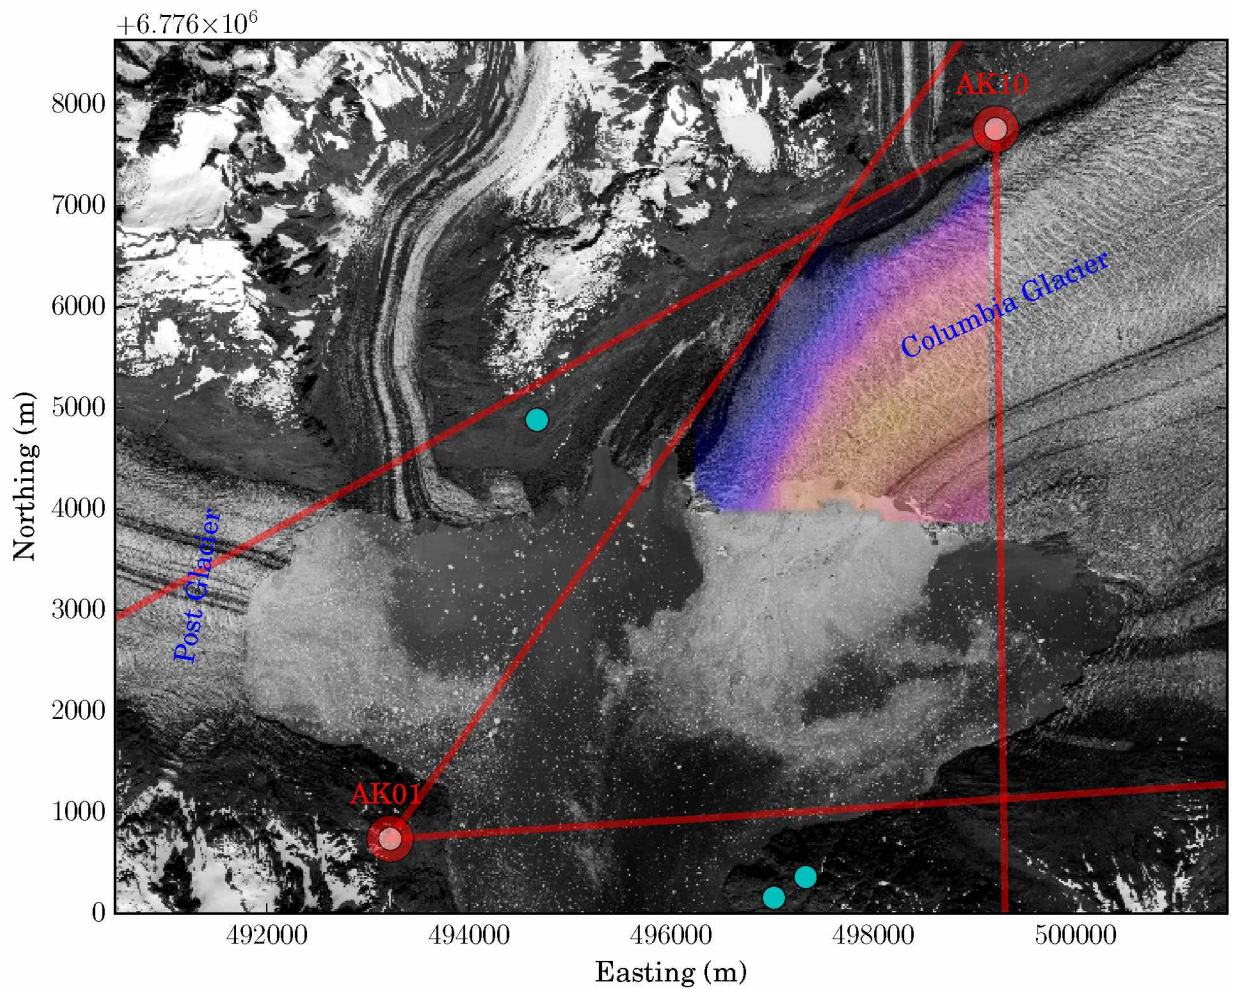 +6.776×10⁶
AK10
8000
7000
Columbia Glacier
6000
5000
Northing (m)
4000
Post Glacier
3000
2000
AK01
1000
0
492000 494000 496000 498000 500000
Easting (m)